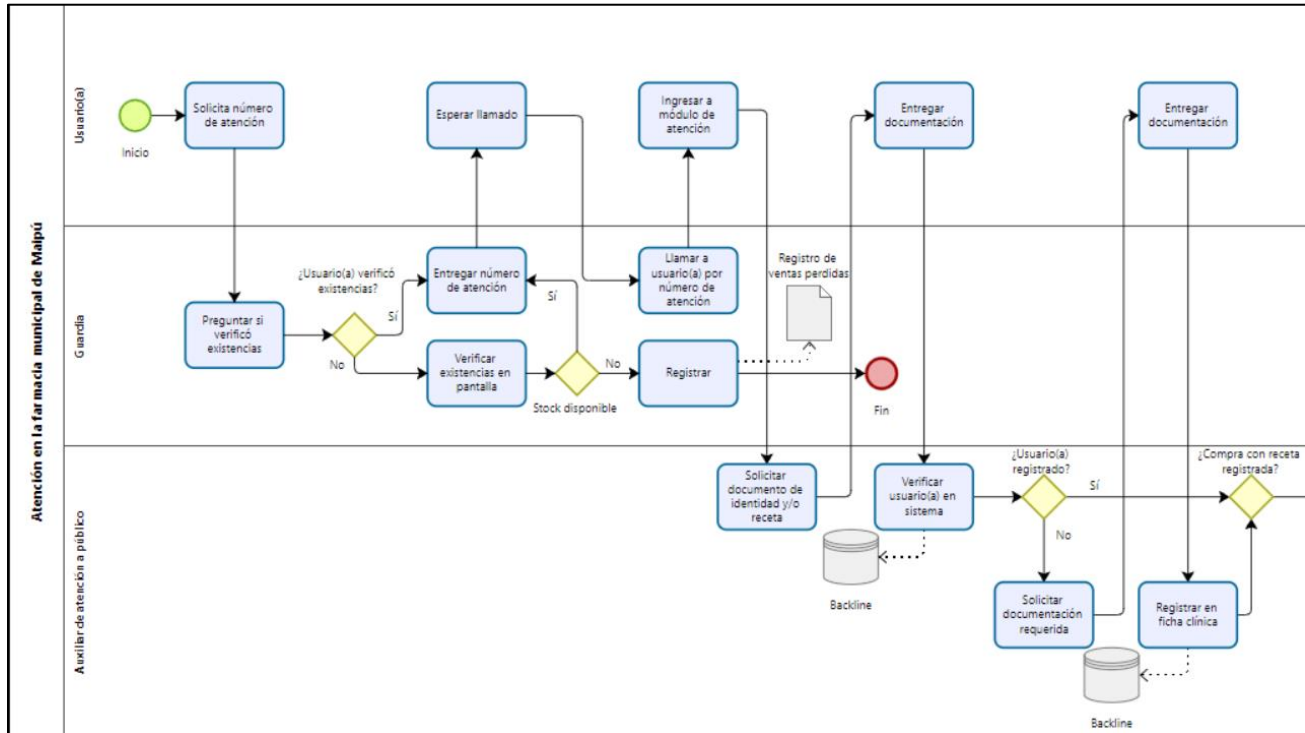 Atención en la farmacia municipal de Maipú
Usuario(a)
Inicio
Solicita número
de atención
Esperar llamado
Ingresar a
módulo de
atención
Entregar
documentación
Entregar
documentación
Guardia
Preguntar si
verificó
existencias
¿Usuario(a) verificó
existencias?
Sí
No
Entregar número
de atención
Verificar
existencias en
pantalla
Sí
Stock disponible
No
Llamar a
usuario(a) por
número de
atención
Registrar
Registro de
ventas perdidas
Fin
Auxiliar de atención a público
Solicitar
documento de
identidad y/o
receta
Verificar
usuario(a) en
sistema
Backline
¿Usuario(a)
registrado?
Sí
No
Solicitar
documentación
requerida
Registrar en
ficha clínica
Backline
¿Compra con receta
registrada?